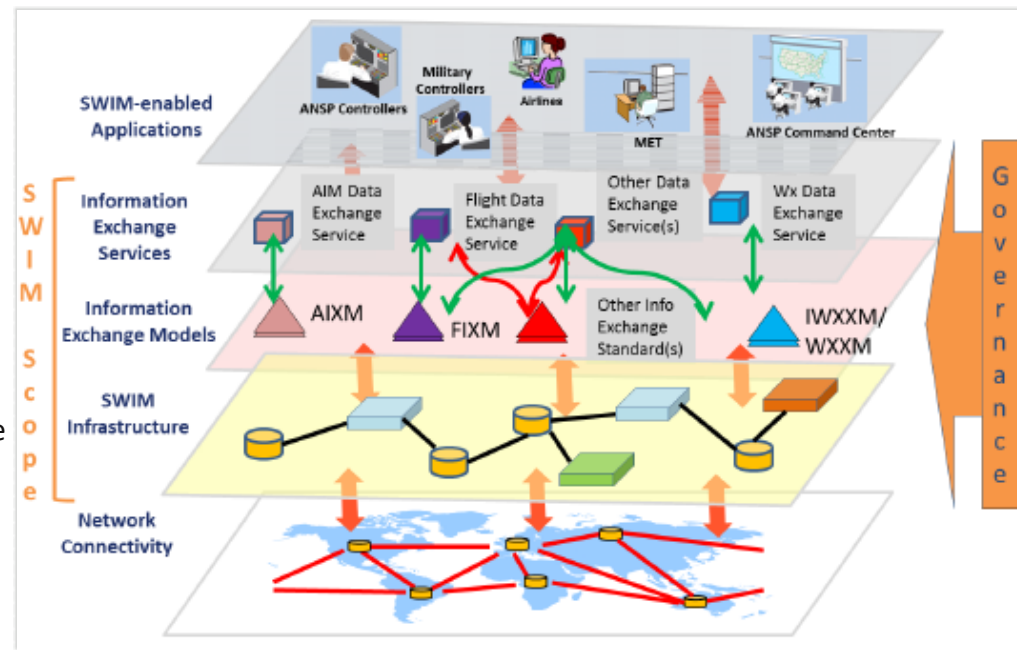 SWIM-enabled
Applications
ANSP Controllers
Military
Controllers
Airlines
MET
ANSP Command Center
SWIM Scope
Information
Exchange
Services
AIM Data
Exchange
Service
Flight Data
Exchange
Service
Other Data
Exchange
Service(s)
Wx Data
Exchange
Service
Information
Exchange Models
AIXM
FIXM
Other Info
Exchange
Standard(s)
IWXXM/
WXXM
SWIM
Infrastructure
e
Network
Connectivity
Governance